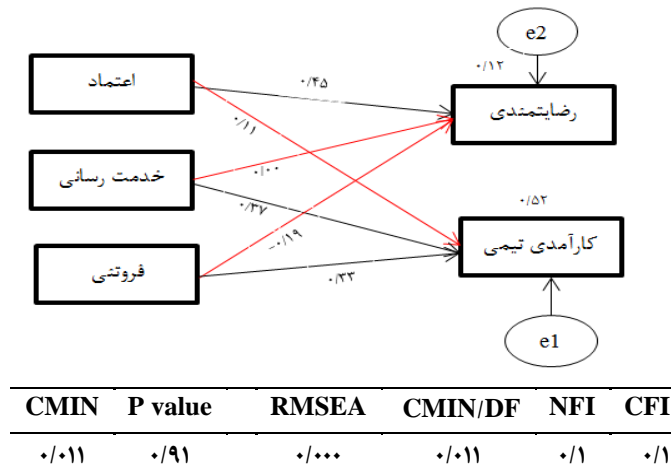 e2
۰/۱۲
اعتماد
۰/۴۵
رضایتمندی
۰/۱۱
خدمت رسانی
۰/۰۰
۰/۳۷
۰/۵۲
کارآمدی تیمی
-۰/۱۹
فروتنی
۰/۳۳
e1
CMIN P value RMSEA CMIN/DF NFI CFI
۰/۰۱۱ ۰/۹۱ ۰/۰۰۰ ۰/۰۱۱ ۰/۱ ۰/۱